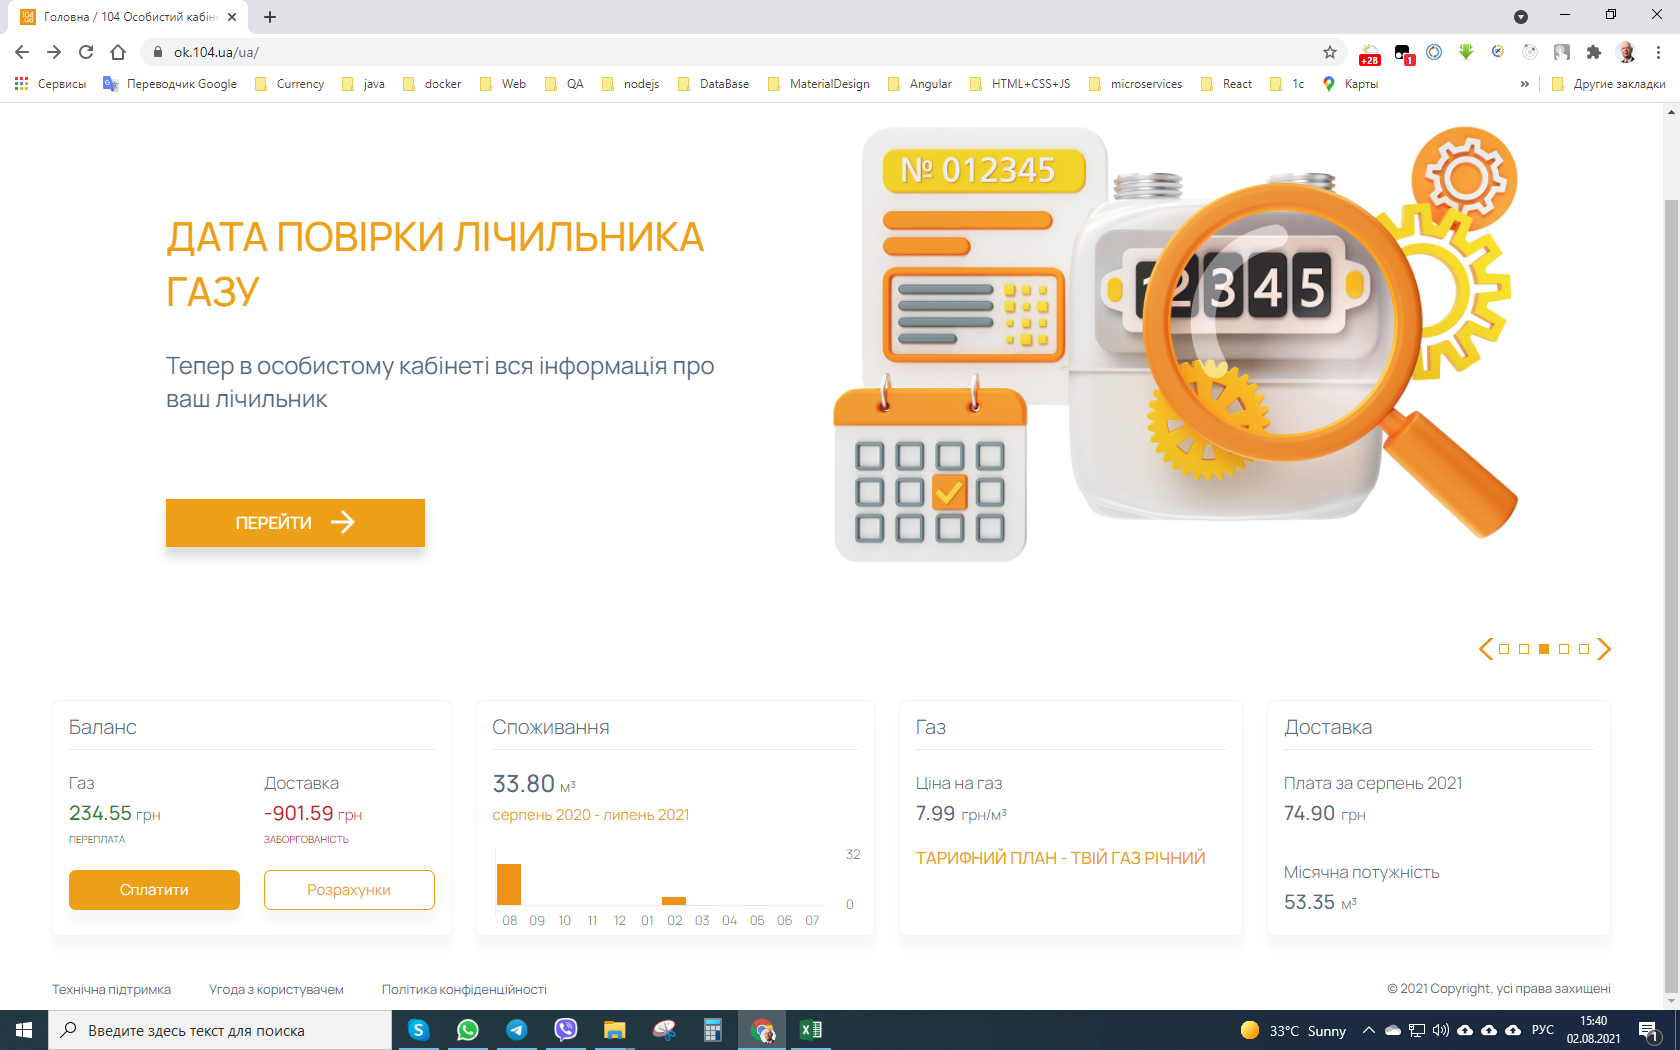 Головна / 104 Особистий кабін
ok.104.ua/ua/
+28
1
Сервисы
Переводчик Google
Currency
java
docker
Web
QA
nodejs
DataBase
MaterialDesign
Angular
HTML+CSS+JS
microservices
React
1c
Карты
»
Другие закладки
№ 012345
12345
ДАТА ПОВІРКИ ЛІЧИЛЬНИКА
ГАЗУ
Тепер в особистому кабінеті вся інформація про
ваш лічильник
ПЕРЕЙТИ
Баланс
Газ
Доставка
234.55 грн
-901.59 грн
ПЕРЕПЛАТА
ЗАБОРГОВАНІСТЬ
Сплатити
Розрахунки
Споживання
33.80 м³
серпень 2020 - липень 2021
32
0
08 09 10 11 12 01 02 03 04 05 06 07
Газ
Ціна на газ
7.99 грн/м³
ТАРИФНИЙ ПЛАН - ТВІЙ ГАЗ РІЧНИЙ
Доставка
Плата за серпень 2021
74.90 грн
Місячна потужність
53.35 м³
Технічна підтримка
Угода з користувачем
Політика конфіденційності
© 2021 Copyright, усі права захищені
Введите здесь текст для поиска
33°C Sunny
РУС
15:40
02.08.2021
1